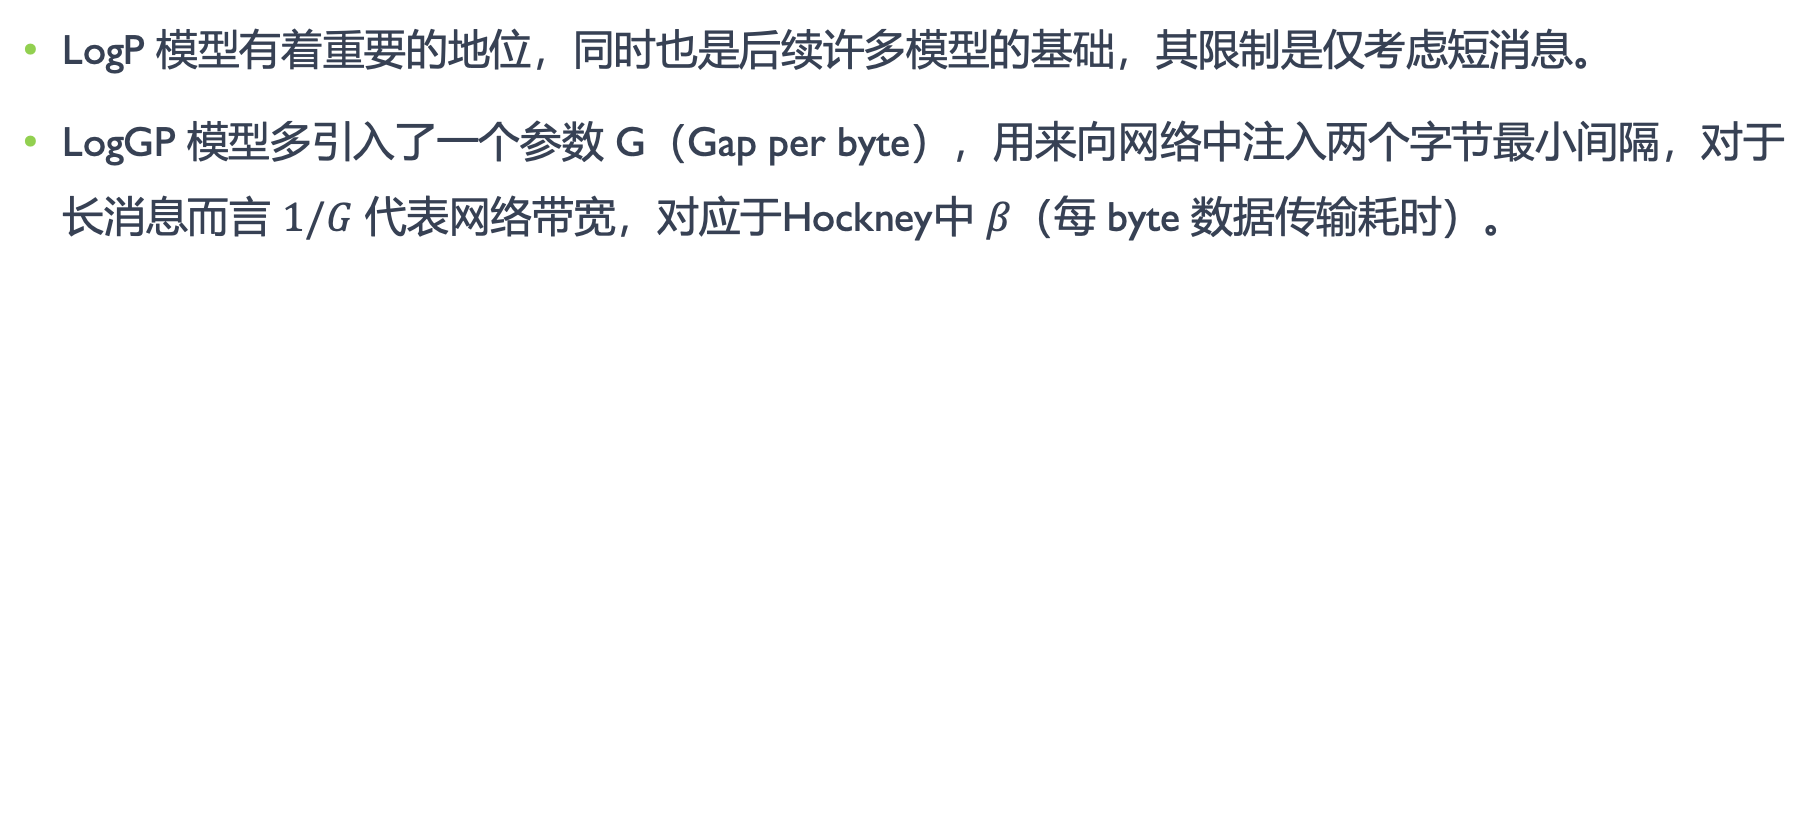 • LogP 模型有着重要的地位，同时也是后续许多模型的基础，其限制是仅考虑短消息。
• LogGP 模型多引入了一个参数 G（Gap per byte），用来向网络中注入两个字节最小间隔，对于
长消息而言 1/G 代表网络带宽，对应于Hockney中 β（每 byte 数据传输耗时）。